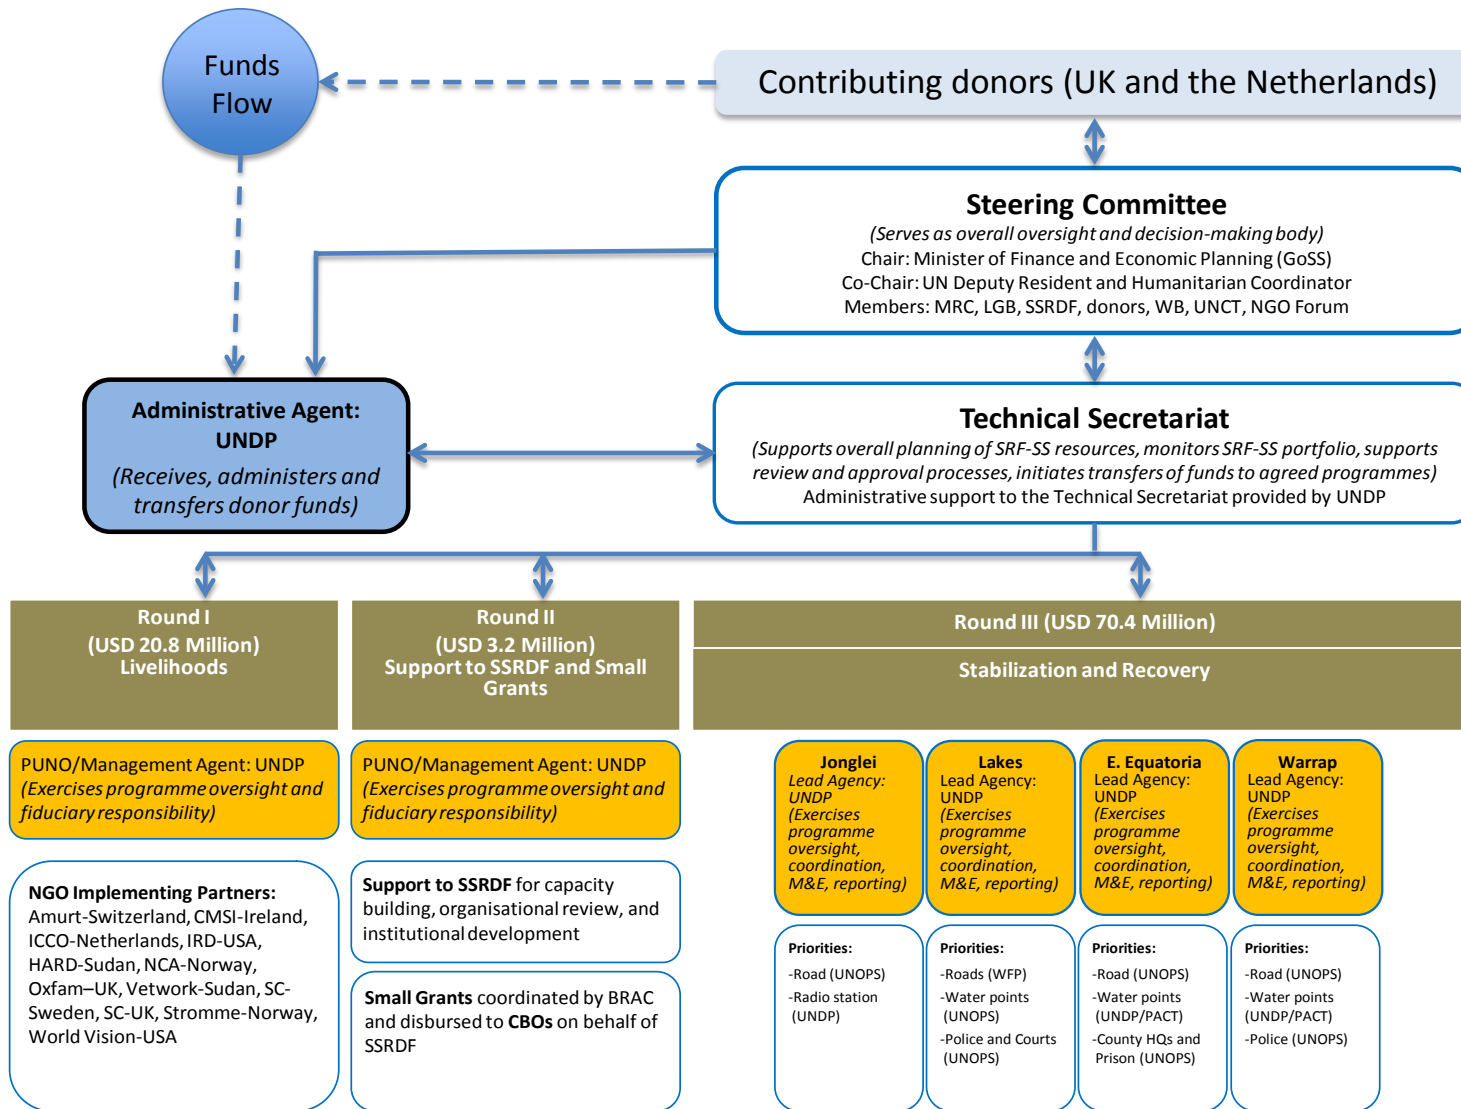 Funds
Flow
Contributing donors (UK and the Netherlands)
Steering Committee
(Serves as overall oversight and decision-making body)
Chair: Minister of Finance and Economic Planning (GoSS)
Co-Chair: UN Deputy Resident and Humanitarian Coordinator
Members: MRC, LGB, SSRDF, donors, WB, UNCT, NGO Forum
Administrative Agent:
UNDP
(Receives, administers and
transfers donor funds)
Technical Secretariat
(Supports overall planning of SRF-SS resources, monitors SRF-SS portfolio, supports
review and approval processes, initiates transfers of funds to agreed programmes)
Administrative support to the Technical Secretariat provided by UNDP
Round I
(USD 20.8 Million)
Livelihoods
Round II
(USD 3.2 Million)
Support to SSRDF and Small
Grants
Round III (USD 70.4 Million)
Stabilization and Recovery
PUNO/Management Agent: UNDP
(Exercises programme oversight and
fiduciary responsibility)
PUNO/Management Agent: UNDP
(Exercises programme oversight and
fiduciary responsibility)
Jonglei
Lead Agency:
UNDP
(Exercises
programme
oversight,
coordination,
M&E, reporting)
Lakes
Lead Agency:
UNDP
(Exercises
programme
oversight,
coordination,
M&E, reporting)
E. Equatoria
Lead Agency:
UNDP
(Exercises
programme
oversight,
coordination,
M&E, reporting)
Warrap
Lead Agency:
UNDP
(Exercises
programme
oversight,
coordination,
M&E, reporting)
NGO Implementing Partners:
Amurt-Switzerland, CMSI-Ireland,
ICCO-Netherlands, IRD-USA,
HARD-Sudan, NCA-Norway,
Oxfam–UK, Vetwork-Sudan, SC-
Sweden, SC-UK, Stromme-Norway,
World Vision-USA
Support to SSRDF for capacity
building, organisational review, and
institutional development
Small Grants coordinated by BRAC
and disbursed to CBOs on behalf of
SSRDF
Priorities:
-Road (UNOPS)
-Radio station
(UNDP)
Priorities:
-Roads (WFP)
-Water points
(UNOPS)
-Police and Courts
(UNOPS)
Priorities:
-Road (UNOPS)
-Water points
(UNDP/PACT)
-County HQs and
Prison (UNOPS)
Priorities:
-Road (UNOPS)
-Water points
(UNDP/PACT)
-Police (UNOPS)